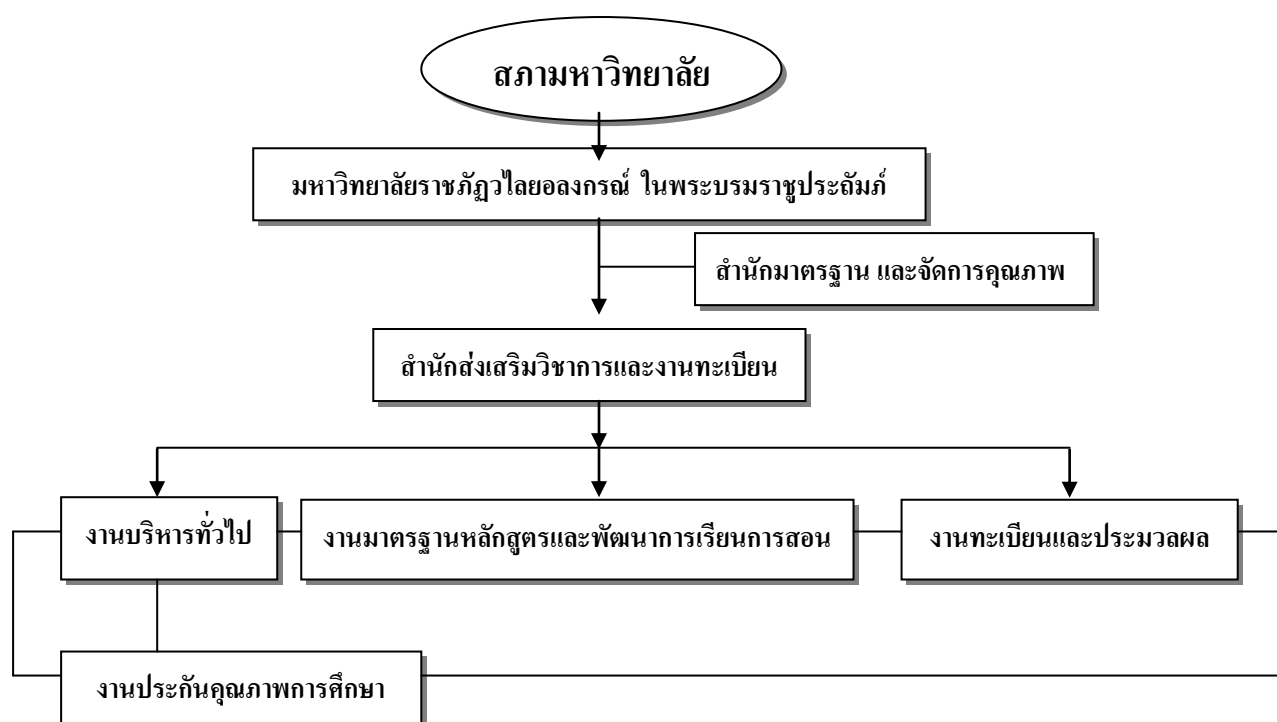 สภามหาวิทยาลัย
มหาวิทยาลัยราชภัฏวไลยอลงกรณ์ ในพระบรมราชูประถัมภ์
สำนักมาตรฐาน และจัดการคุณภาพ
สำนักส่งเสริมวิชาการและงานทะเบียน
งานบริหารทั่วไป
งานมาตรฐานหลักสูตรและพัฒนาการเรียนการสอน
งานทะเบียนและประมวลผล
งานประกันคุณภาพการศึกษา